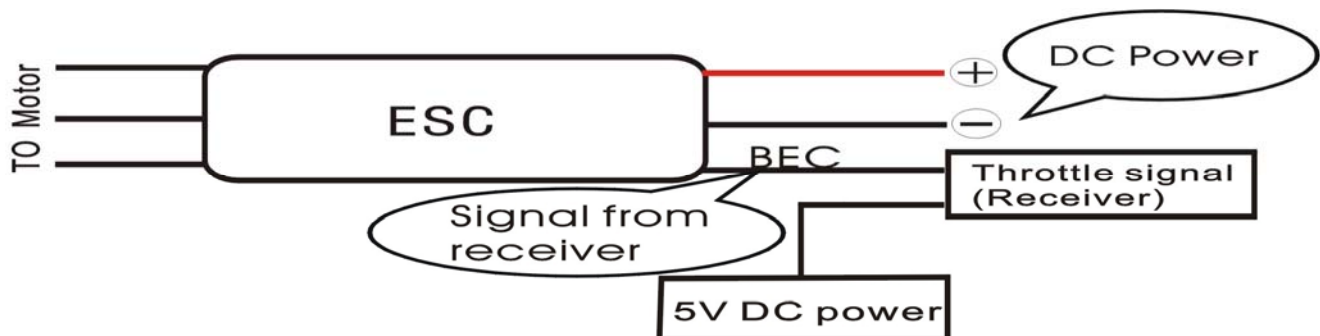 TO Motor
ESC
+
DC Power
−
BEC
Throttle signal
(Receiver)
Signal from
receiver
5V DC power